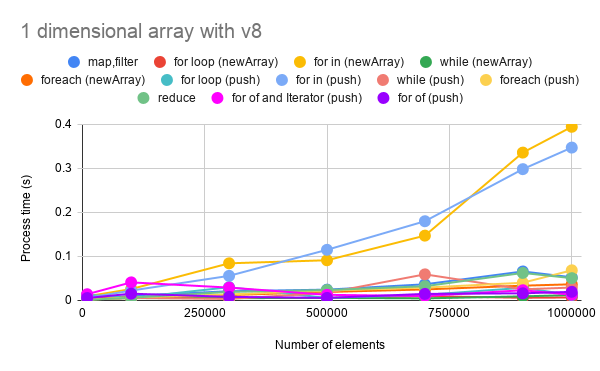 1 dimensional array with v8
map,filter for loop (newArray) for in (newArray) while (newArray)
foreach (newArray) for loop (push) for in (push) while (push) foreach (push)
reduce for of and Iterator (push) for of (push)
0.4
0.3
0.2
0.1
0
Process time (s)
0 250000 500000 750000 1000000
Number of elements